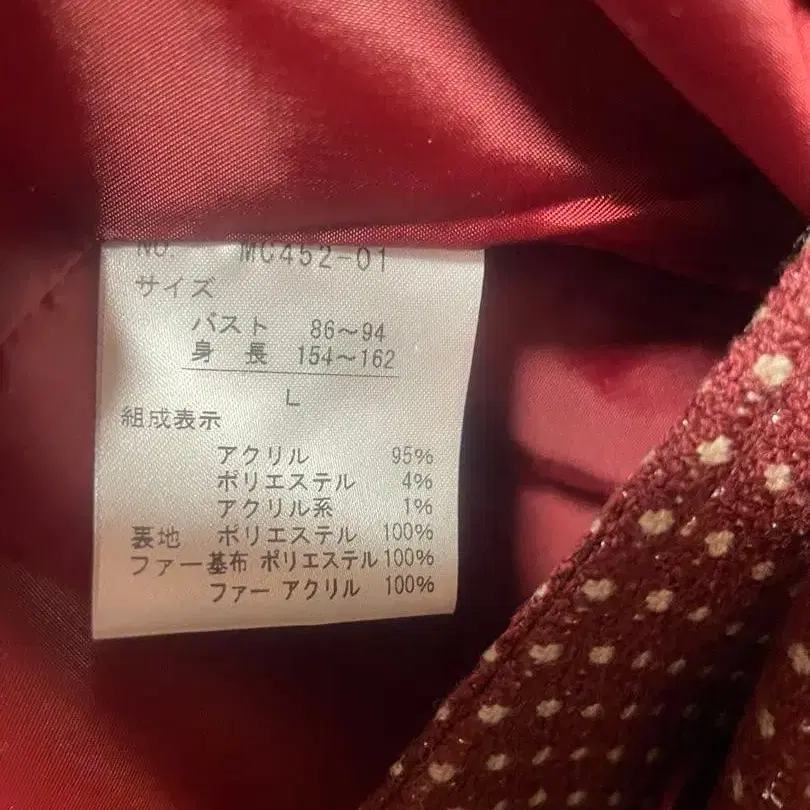 NO. MC452-01
サイズ
バスト 86〜94
身 長 154〜162
L
組成表示
アクリル 95%
ポリエステル 4%
アクリル系 1%
裏地 ポリエステル 100%
ファー基布 ポリエステル 100%
ファー アクリル 100%